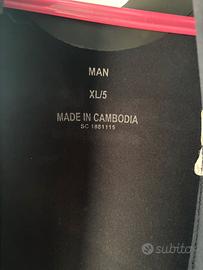 MAN
XL/5
MADE IN CAMBODIA
SC 1881115
subito